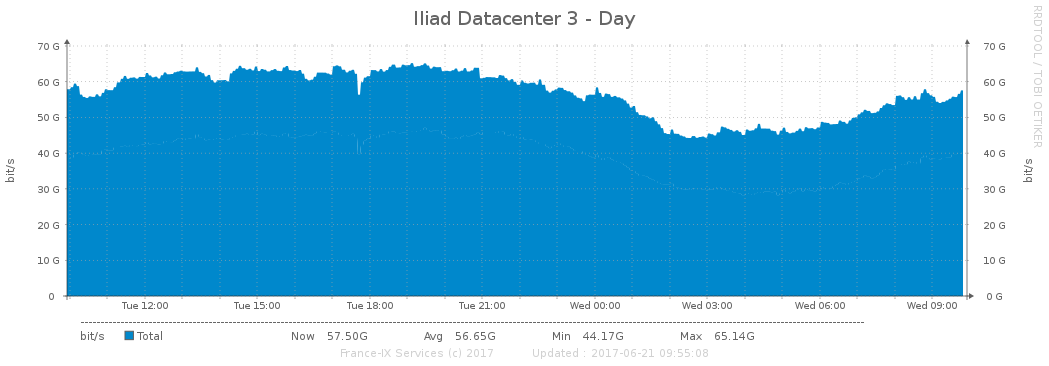 Iliad Datacenter 3 - Day
RRDTOOL / TOBI OETIKER
70 G 70 G
60 G 60 G
50 G 50 G
40 G 40 G
30 G 30 G
20 G 20 G
10 G 10 G
0 0 G
bit/s bit/s
Tue 12:00 Tue 15:00 Tue 18:00 Tue 21:00 Wed 00:00 Wed 03:00 Wed 06:00 Wed 09:00
bit/s Total Now 57.50G Avg 56.65G Min 44.17G Max 65.14G
France-IX Services (c) 2017 Updated : 2017-06-21 09:55:08